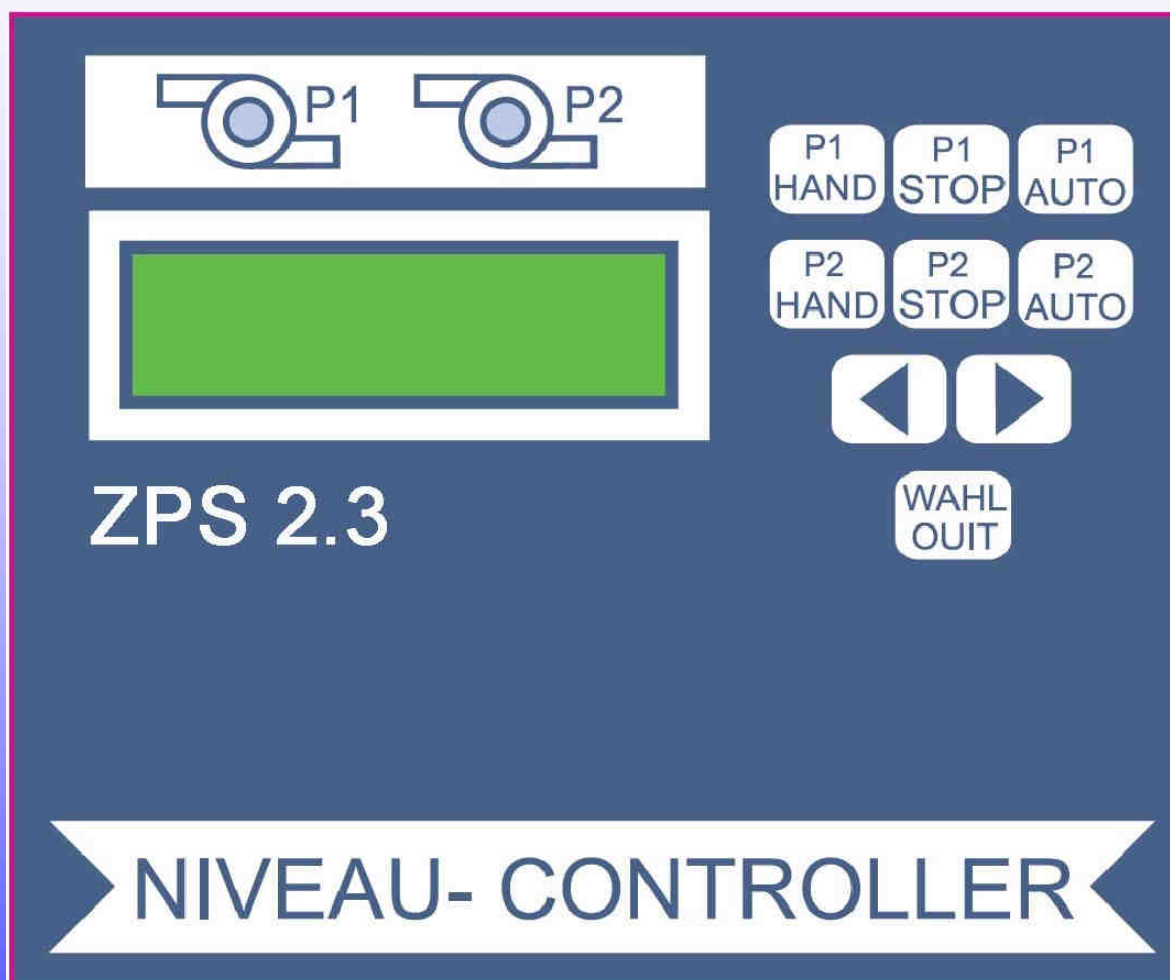 P1
P2
P1
HAND
P1
STOP
P1
AUTO
P2
HAND
P2
STOP
P2
AUTO
ZPS 2.3
WAHL
OUIT
NIVEAU- CONTROLLER